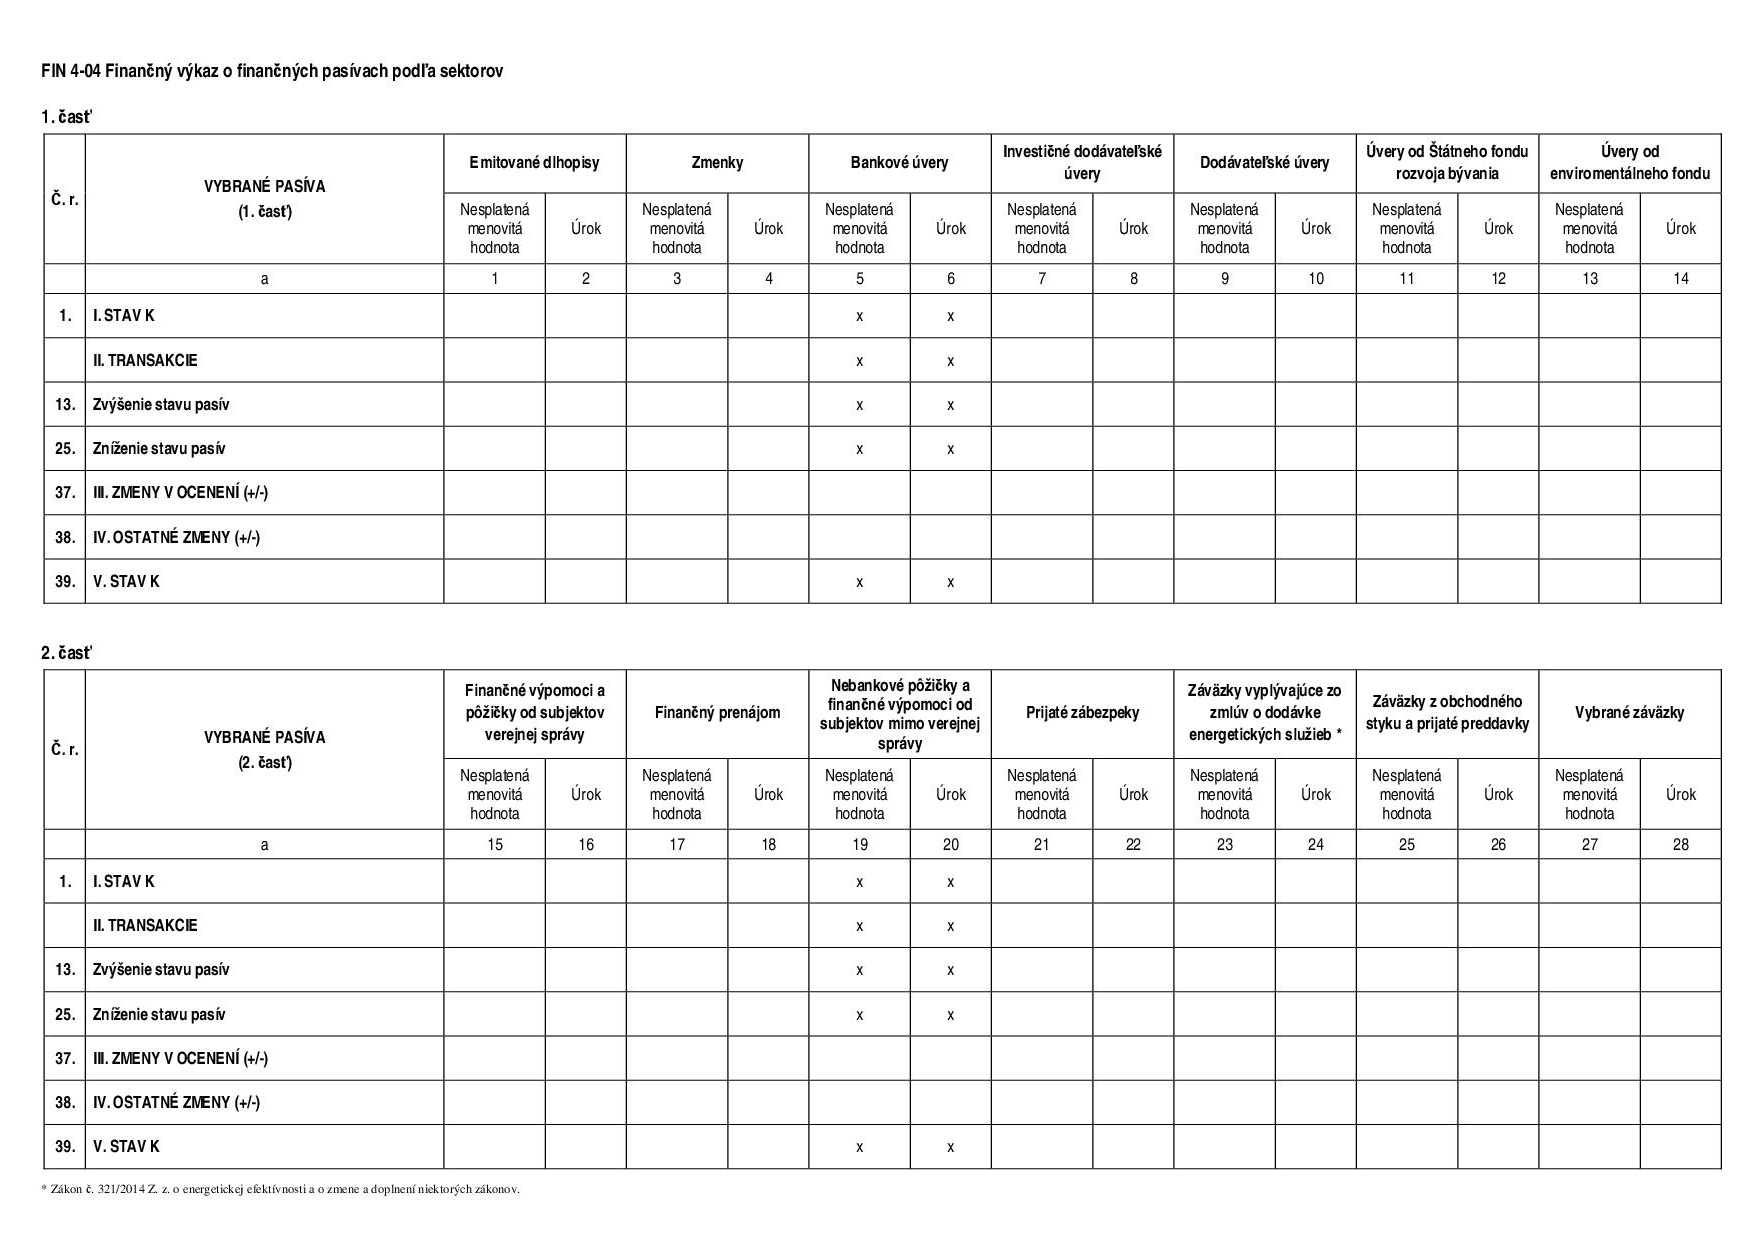 FIN 4-04 Finančný výkaz o finančných pasívach podľa sektorov
1. časť
Č. r.
VYBRANÉ PASÍVA
(1. časť)
Emitované dlhopisy
Zmenky
Bankové úvery
Investičné dodávateľské
úvery
Dodávateľské úvery
Úvery od Štátneho fondu
rozvoja bývania
Úvery od
enviromentálneho fondu
Nesplatená
menovitá
hodnota
Úrok
Nesplatená
menovitá
hodnota
Úrok
Nesplatená
menovitá
hodnota
Úrok
Nesplatená
menovitá
hodnota
Úrok
Nesplatená
menovitá
hodnota
Úrok
Nesplatená
menovitá
hodnota
Úrok
Nesplatená
menovitá
hodnota
Úrok
a 1 2 3 4 5 6 7 8 9 10 11 12 13 14
1. I. STAV K x x
II. TRANSAKCIE x x
13. Zvýšenie stavu pasív x x
25. Zníženie stavu pasív x x
37. III. ZMENY V OCENENÍ (+/-)
38. IV. OSTATNÉ ZMENY (+/-)
39. V. STAV K x x
2. časť
Č. r.
VYBRANÉ PASÍVA
(2. časť)
Finančné výpomoci a
pôžičky od subjektov
verejnej správy
Finančný prenájom
Nebankové pôžičky a
finančné výpomoci od
subjektov mimo verejnej
správy
Prijaté zábezpeky
Záväzky vyplývajúce zo
zmlúv o dodávke
energetických služieb *
Záväzky z obchodného
styku a prijaté preddavky
Vybrané záväzky
Nesplatená
menovitá
hodnota
Úrok
Nesplatená
menovitá
hodnota
Úrok
Nesplatená
menovitá
hodnota
Úrok
Nesplatená
menovitá
hodnota
Úrok
Nesplatená
menovitá
hodnota
Úrok
Nesplatená
menovitá
hodnota
Úrok
Nesplatená
menovitá
hodnota
Úrok
a 15 16 17 18 19 20 21 22 23 24 25 26 27 28
1. I. STAV K x x
II. TRANSAKCIE x x
13. Zvýšenie stavu pasív x x
25. Zníženie stavu pasív x x
37. III. ZMENY V OCENENÍ (+/-)
38. IV. OSTATNÉ ZMENY (+/-)
39. V. STAV K x x
* Zákon č. 321/2014 Z. z. o energetickej efektívnosti a o zmene a doplnení niektorých zákonov.